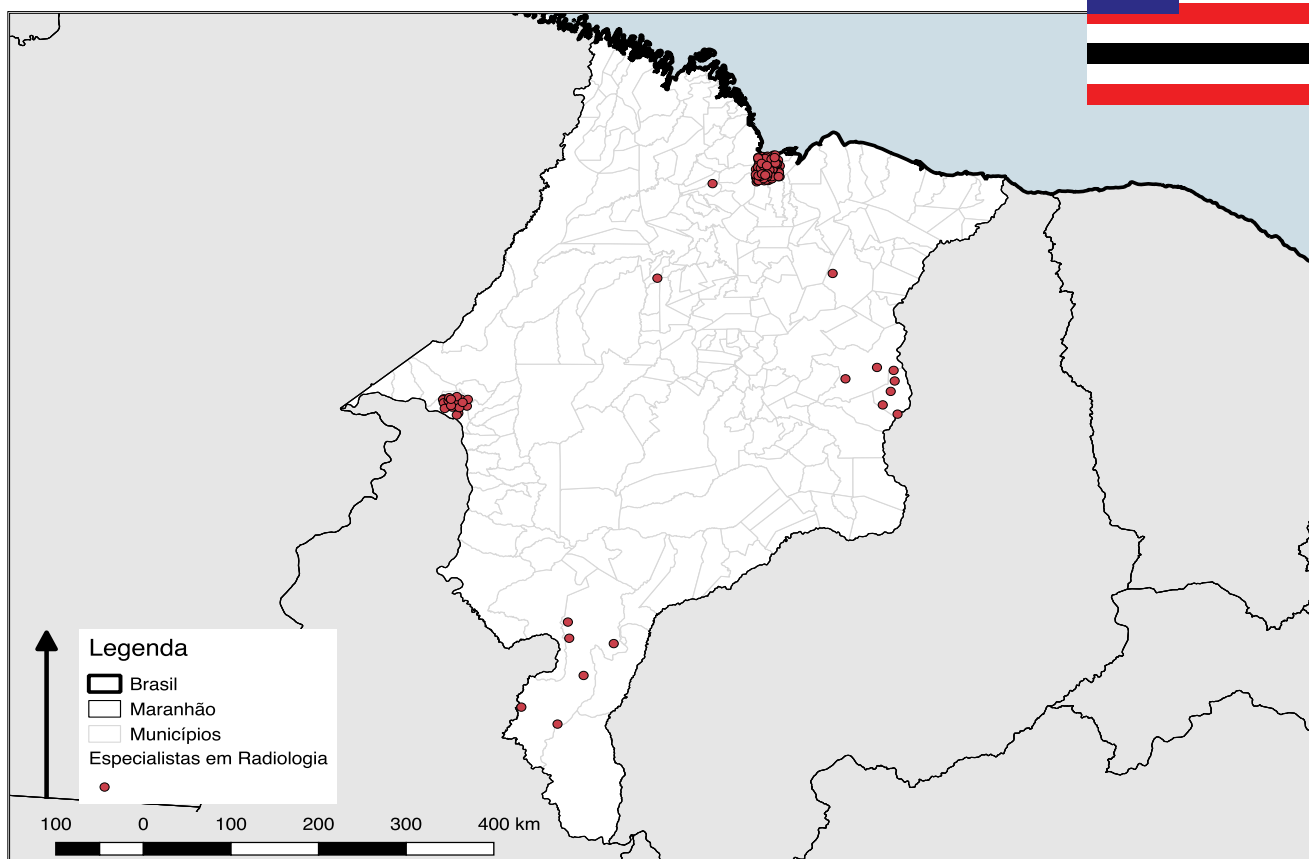 Legenda
Brasil
Maranhão
Municípios
Especialistas em Radiologia
100 0 100 200 300 400 km